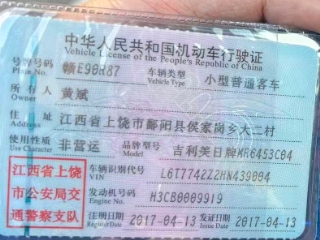 中华人民共和国机动车行驶证
Vehicle License of the People's Republic of China
号牌号码 赣E90R87 车辆类型 小型普通客车
Plate No. Vehicle Type
所有人 黄斌
Owner
住址 江西省上饶市鄱阳县侯家岗乡大二村
Address
使用性质 非营运 品牌型号 吉利美日牌MR6453C04
Use Character Model
江西省上饶市公安局交通警察支队
车辆识别代号 L6T7742Z2HN439004
VIN
发动机号码 H3CB0009919
Engine No.
注册日期 2017-04-13 发证日期 2017-04-13
Register Date Issue Date